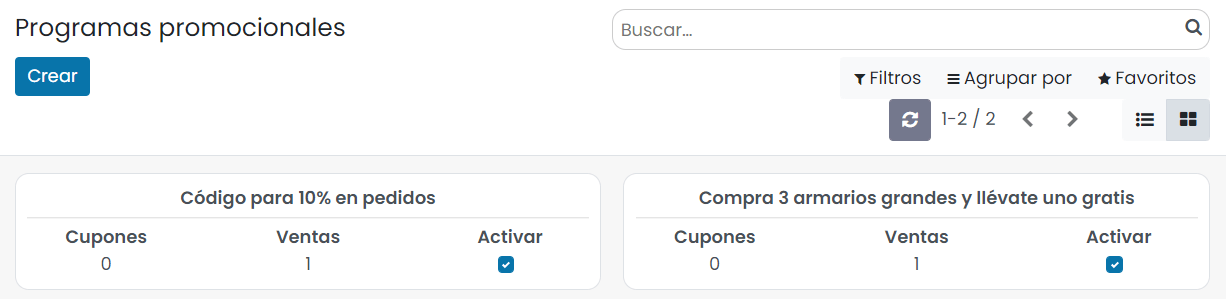 Programas promocionales
Buscar...
Crear
Filtros Agrupar por Favoritos
1-2 / 2
Código para 10% en pedidos
Cupones Ventas Activar
0 1
Compra 3 armarios grandes y llévate uno gratis
Cupones Ventas Activar
0 1